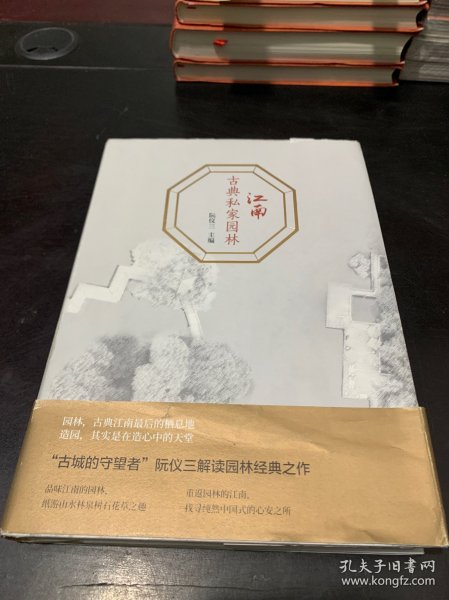 江南
古典私家园林
阮仪三 主编
园林，古典江南最后的栖息地
造园，其实是在造心中的天堂
“古城的守望者”阮仪三解读园林经典之作
品味江南的园林，
纸游山水林泉树石花草之趣
重返园林的江南，
找寻纯然中国式的心安之所
孔夫子旧书网
www.kongfz.com